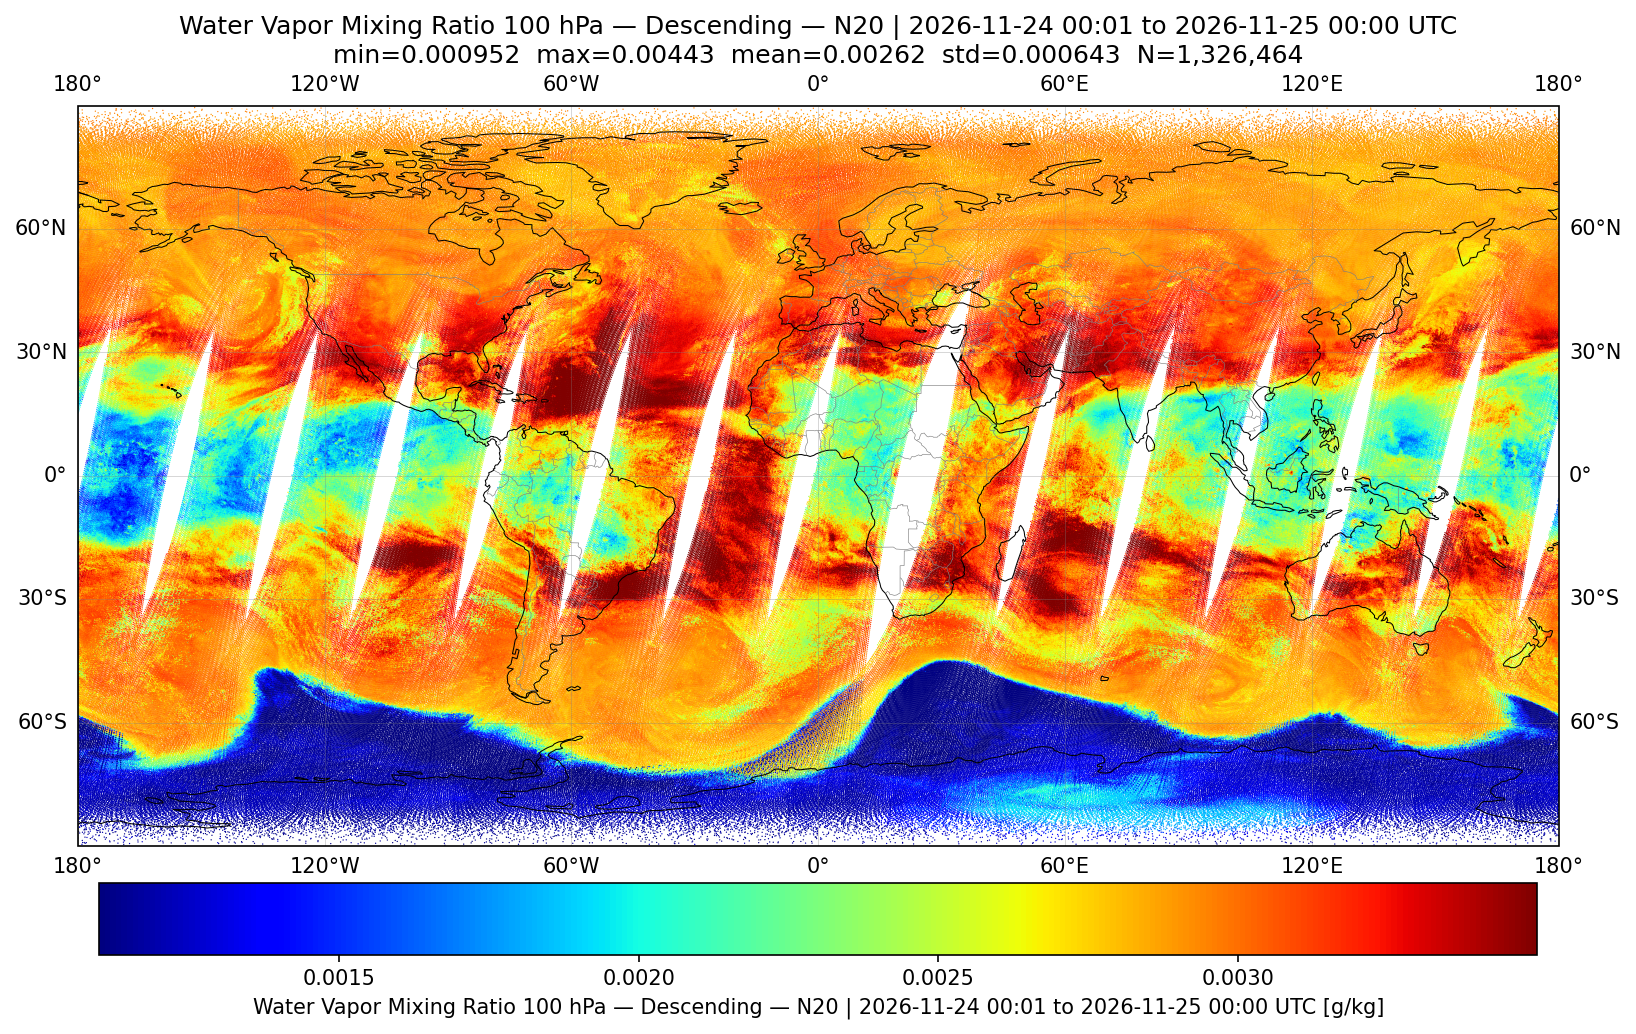 Water Vapor Mixing Ratio 100 hPa — Descending — N20 | 2026-11-24 00:01 to 2026-11-25 00:00 UTC
min=0.000952  max=0.00443  mean=0.00262  std=0.000643  N=1,326,464
180° 120°W 60°W 0° 60°E 120°E 180°
60°N 60°N
30°N 30°N
0° 0°
30°S 30°S
60°S 60°S
180° 120°W 60°W 0° 60°E 120°E 180°
0.0015 0.0020 0.0025 0.0030
Water Vapor Mixing Ratio 100 hPa — Descending — N20 | 2026-11-24 00:01 to 2026-11-25 00:00 UTC [g/kg]